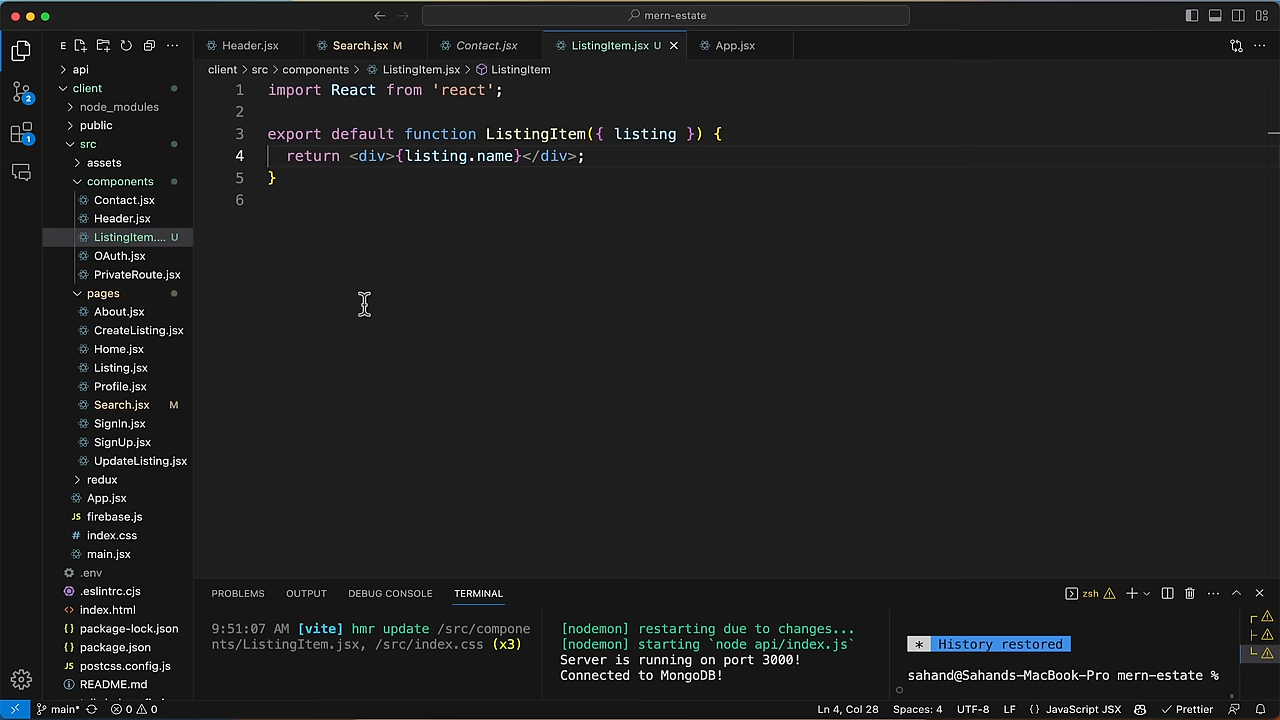 mern-estate
E
Header.jsx
Search.jsx M
Contact.jsx
ListingItem.jsx U
App.jsx
client > src > components > ListingItem.jsx > ListingItem
api
client
node_modules
public
src
assets
components
Contact.jsx
Header.jsx
ListingItem.... U
OAuth.jsx
PrivateRoute.jsx
pages
About.jsx
CreateListing.jsx
Home.jsx
Listing.jsx
Profile.jsx
Search.jsx M
SignIn.jsx
SignUp.jsx
UpdateListing.jsx
redux
App.jsx
JS firebase.js
# index.css
main.jsx
.env
.eslintrc.cjs
<> index.html
{} package-lock.json
{} package.json
JS postcss.config.js
README.md
2
1
1 import React from 'react';
2
3 export default function ListingItem({ listing }) {
4 return <div>{listing.name}</div>;
5 }
6
PROBLEMS OUTPUT DEBUG CONSOLE TERMINAL
zsh
9:51:07 AM [vite] hmr update /src/compone
nts/ListingItem.jsx, /src/index.css (x3)
[nodemon] restarting due to changes...
[nodemon] starting `node api/index.js`
Server is running on port 3000!
Connected to MongoDB!
* History restored
sahand@Sahands-MacBook-Pro mern-estate %
main* 0 0
Ln 4, Col 28 Spaces: 4 UTF-8 LF {} JavaScript JSX Prettier